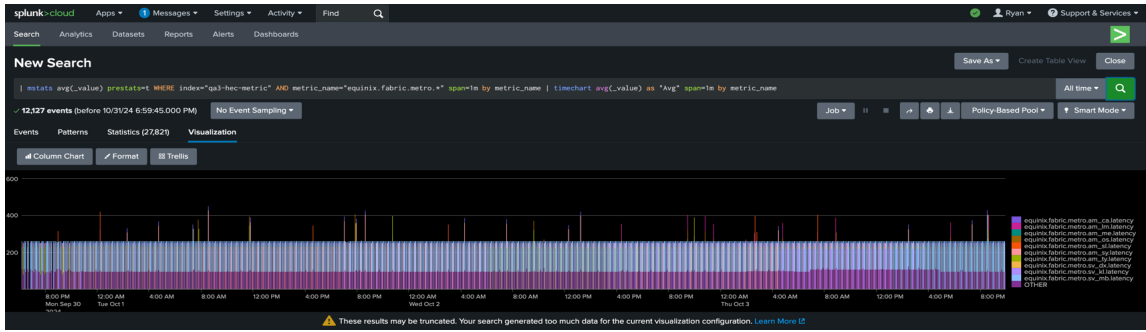 splunk>cloud Apps 1 Messages Settings Activity Find Ryan Support & Services
Search Analytics Datasets Reports Alerts Dashboards
New Search Save As Create Table View Close
| mstats avg(_value) prestats=t WHERE index="qa3-hec-metric" AND metric_name="equinix.fabric.metro.*" span=1m by metric_name | timechart avg(_value) as "Avg" span=1m by metric_name All time
12,127 events (before 10/31/24 6:59:45.000 PM) No Event Sampling Job Policy-Based Pool Smart Mode
Events Patterns Statistics (27,821) Visualization
Column Chart Format Trellis
600
400
200
equinix.fabric.metro.am_ca.latency
equinix.fabric.metro.am_lm.latency
equinix.fabric.metro.am_me.latency
equinix.fabric.metro.am_os.latency
equinix.fabric.metro.am_sl.latency
equinix.fabric.metro.am_sy.latency
equinix.fabric.metro.am_ty.latency
equinix.fabric.metro.sv_dx.latency
equinix.fabric.metro.sv_kl.latency
equinix.fabric.metro.sv_mb.latency
OTHER
8:00 PM 12:00 AM 4:00 AM 8:00 AM 12:00 PM 4:00 PM 8:00 PM 12:00 AM 4:00 AM 8:00 AM 12:00 PM 4:00 PM 8:00 PM 12:00 AM 4:00 AM 8:00 AM 12:00 PM 4:00 PM 8:00 PM
Mon Sep 30 Tue Oct 1 Wed Oct 2 Thu Oct 3
2024
These results may be truncated. Your search generated too much data for the current visualization configuration. Learn More